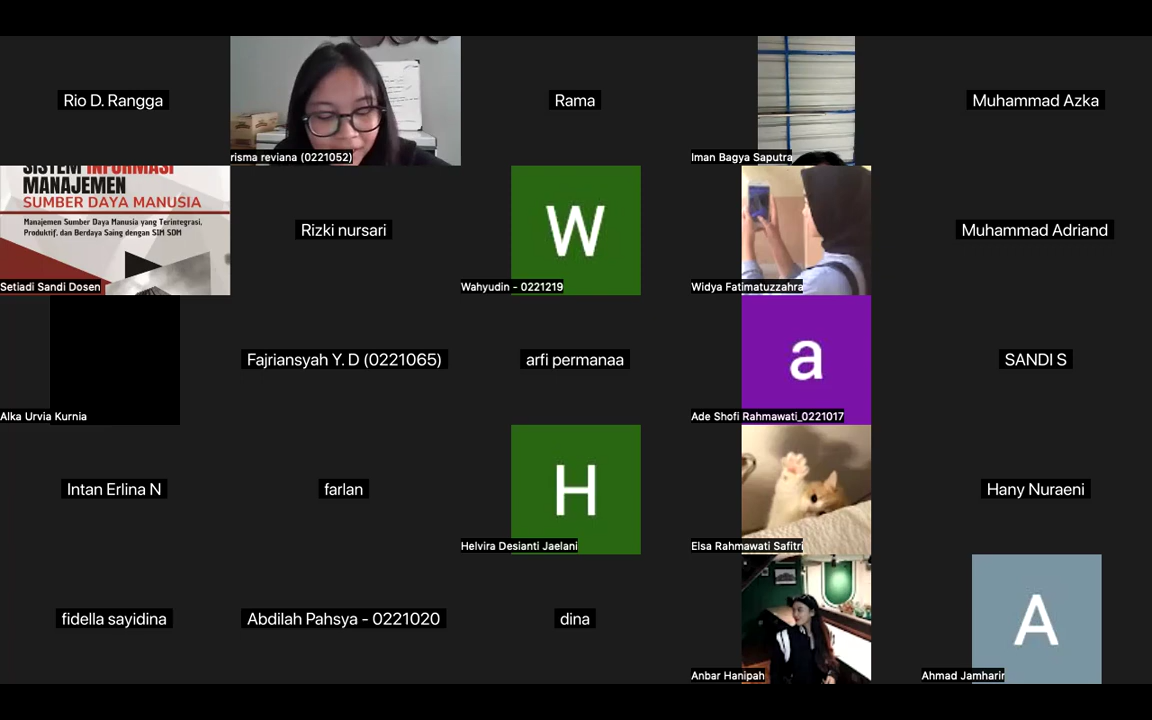 Rio D. Rangga
risma reviana (0221052)
Rama
Iman Bagya Saputra
Muhammad Azka
SISTEM INFORMASI
MANAJEMEN
SUMBER DAYA MANUSIA
Manajemen Sumber Daya Manusia yang Terintegrasi,
Produktif, dan Berdaya Saing dengan SIM SDM
Setiadi Sandi Dosen
Rizki nursari
W
Wahyudin - 0221219
Widya Fatimatuzzahra
Muhammad Adriand
Alka Urvia Kurnia
Fajriansyah Y. D (0221065)
arfi permanaa
a
Ade Shofi Rahmawati_0221017
SANDI S
Intan Erlina N
farlan
H
Helvira Desianti Jaelani
Elsa Rahmawati Safitri
Hany Nuraeni
fidella sayidina
Abdilah Pahsya - 0221020
dina
Anbar Hanipah
A
Ahmad Jamharir